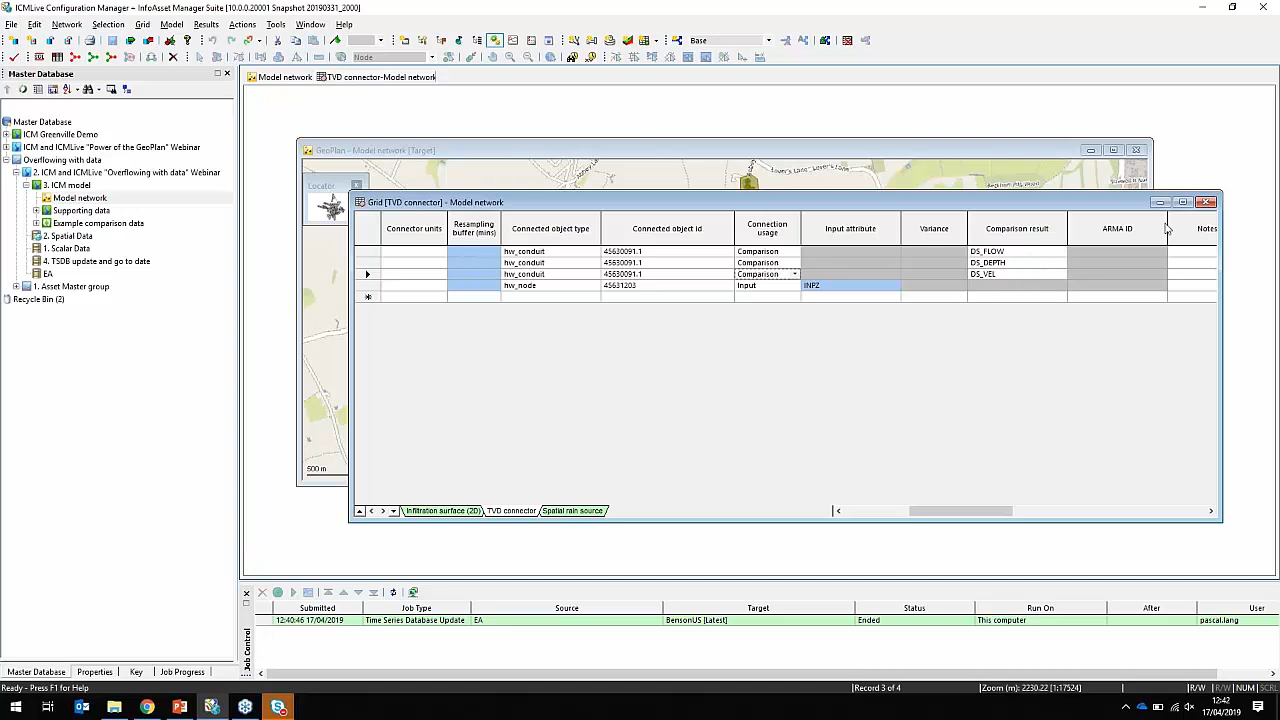 ICMLive Configuration Manager - InfoAsset Manager Suite [10.0.0.20001 Snapshot 20190331_2000]
File Edit Network Selection Grid Model Results Actions Tools Window Help
Base
Node
Master Database
Model network TVD connector-Model network
Master Database
ICM Greenville Demo
ICM and ICMLive "Power of the GeoPlan" Webinar
Overflowing with data
2. ICM and ICMLive "Overflowing with data" Webinar
3. ICM model
Model network
Supporting data
Example comparison data
2. Spatial Data
1. Scalar Data
4. TSDB update and go to date
EA
1. Asset Master group
Recycle Bin (2)
GeoPlan - Model network [Target]
Locator
Lover's Lane
500 m
Grid [TVD connector] - Model network
Connector units Resampling buffer (mins) Connected object type Connected object id Connection usage Input attribute Variance Comparison result ARMA ID Notes
hw_conduit 45630091.1 Comparison DS_FLOW
hw_conduit 45630091.1 Comparison DS_DEPTH
hw_conduit 45630091.1 Comparison DS_VEL
hw_node 45631203 Input INPZ
Infiltration surface (2D) TVD connector Spatial rain source
Job Control
Submitted Job Type Source Target Status Run On After User
12:40:46 17/04/2019 Time Series Database Update EA BensonUS [Latest] Ended This computer pascal.lang
Master Database Properties Key Job Progress
Ready - Press F1 for Help Record 3 of 4 Zoom (m): 2230.22 [1:17524] R/W R/W NUM SCRL
12:42
17/04/2019